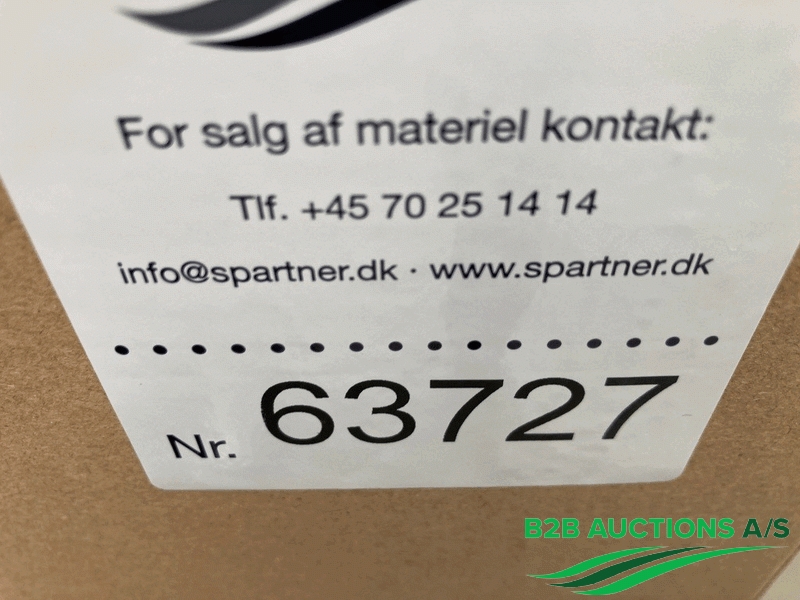 For salg af materiel kontakt:
Tlf. +45 70 25 14 14
info@spartner.dk · www.spartner.dk
Nr. 63727
B2B AUCTIONS A/S